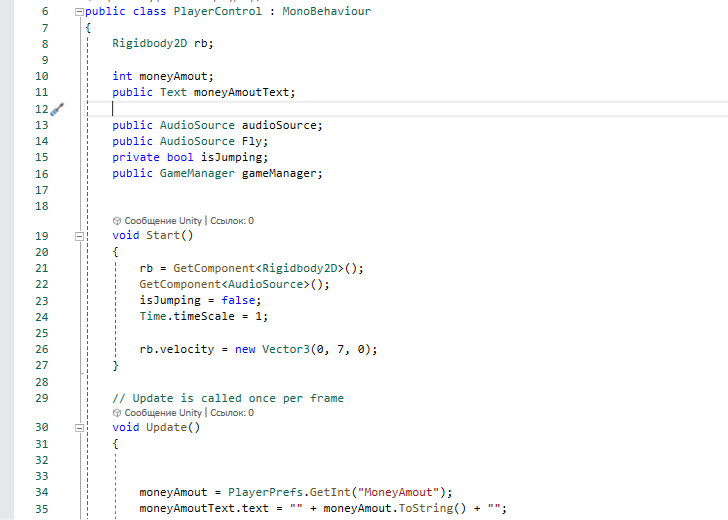 6 public class PlayerControl : MonoBehaviour
7 {
8 Rigidbody2D rb;
9
10 int moneyAmout;
11 public Text moneyAmoutText;
12
13 public AudioSource audioSource;
14 public AudioSource Fly;
15 private bool isJumping;
16 public GameManager gameManager;
17
18
Сообщение Unity | Ссылок: 0
19 void Start()
20 {
21 rb = GetComponent<Rigidbody2D>();
22 GetComponent<AudioSource>();
23 isJumping = false;
24 Time.timeScale = 1;
25
26 rb.velocity = new Vector3(0, 7, 0);
27 }
28
29 // Update is called once per frame
Сообщение Unity | Ссылок: 0
30 void Update()
31 {
32
33
34 moneyAmout = PlayerPrefs.GetInt("MoneyAmout");
35 moneyAmoutText.text = "" + moneyAmout.ToString() + "";